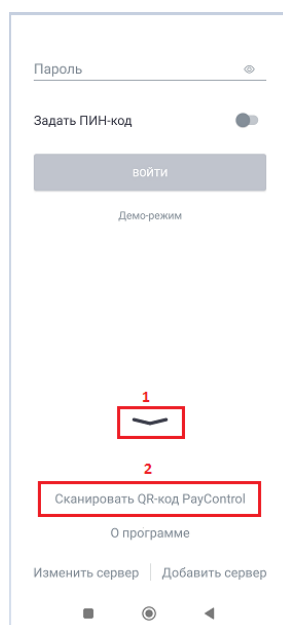 Пароль
Задать ПИН-код
ВОЙТИ
Демо-режим
1
2
Сканировать QR-код PayControl
О программе
Изменить сервер Добавить сервер